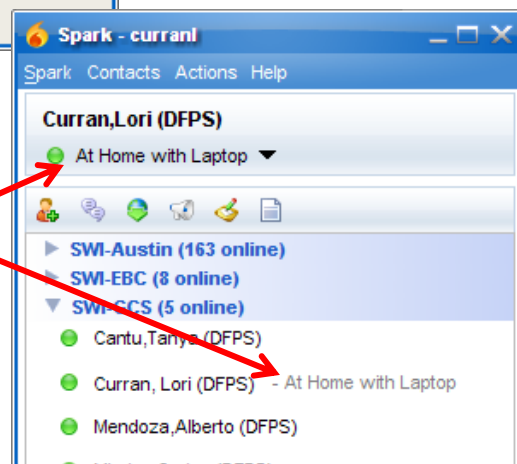 Spark - curranl
Spark Contacts Actions Help
Curran,Lori (DFPS)
At Home with Laptop
SWI-Austin (163 online)
SWI-EBC (8 online)
SWI-CCS (5 online)
Cantu,Tanya (DFPS)
Curran, Lori (DFPS) - At Home with Laptop
Mendoza,Alberto (DFPS)